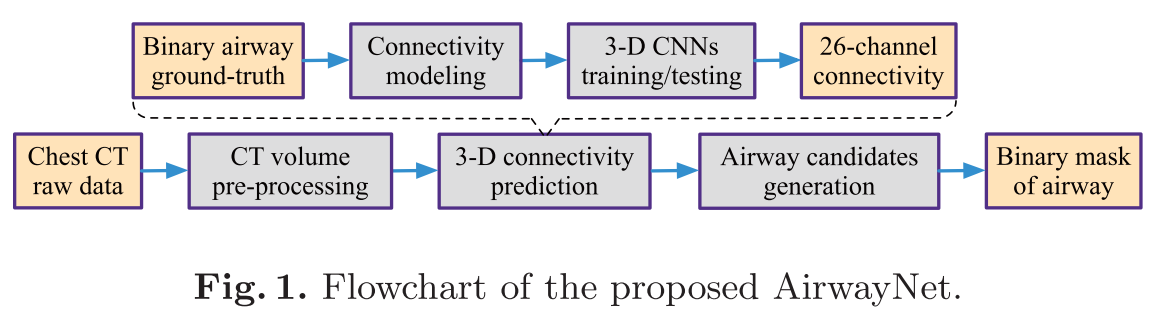 Binary airway
ground-truth
Connectivity
modeling
3-D CNNs
training/testing
26-channel
connectivity
Chest CT
raw data
CT volume
pre-processing
3-D connectivity
prediction
Airway candidates
generation
Binary mask
of airway
Fig. 1. Flowchart of the proposed AirwayNet.